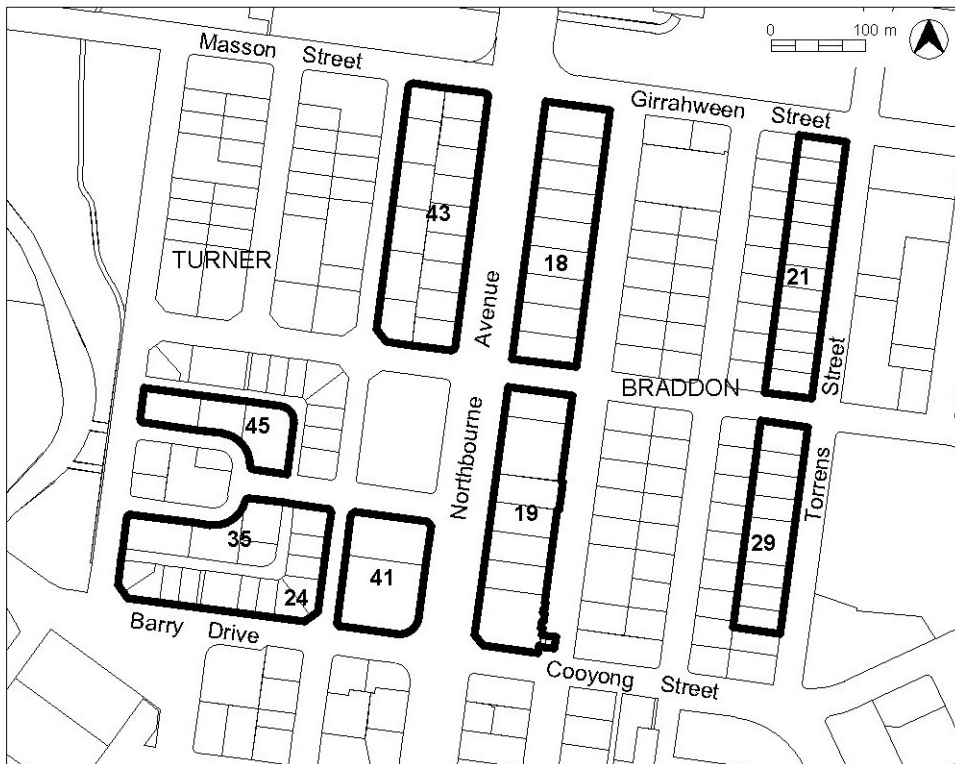 0 100 m
Masson Street
Girrahween Street
43
18
21
TURNER
Avenue
BRADDON
Street
45
Northbourne
Torrens
19
35
29
41
24
Barry Drive
Cooyong Street